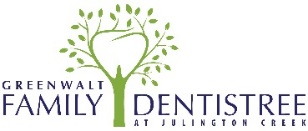 GREENWALT
FAMILY DENTISTREE
AT JULINGTON CREEK